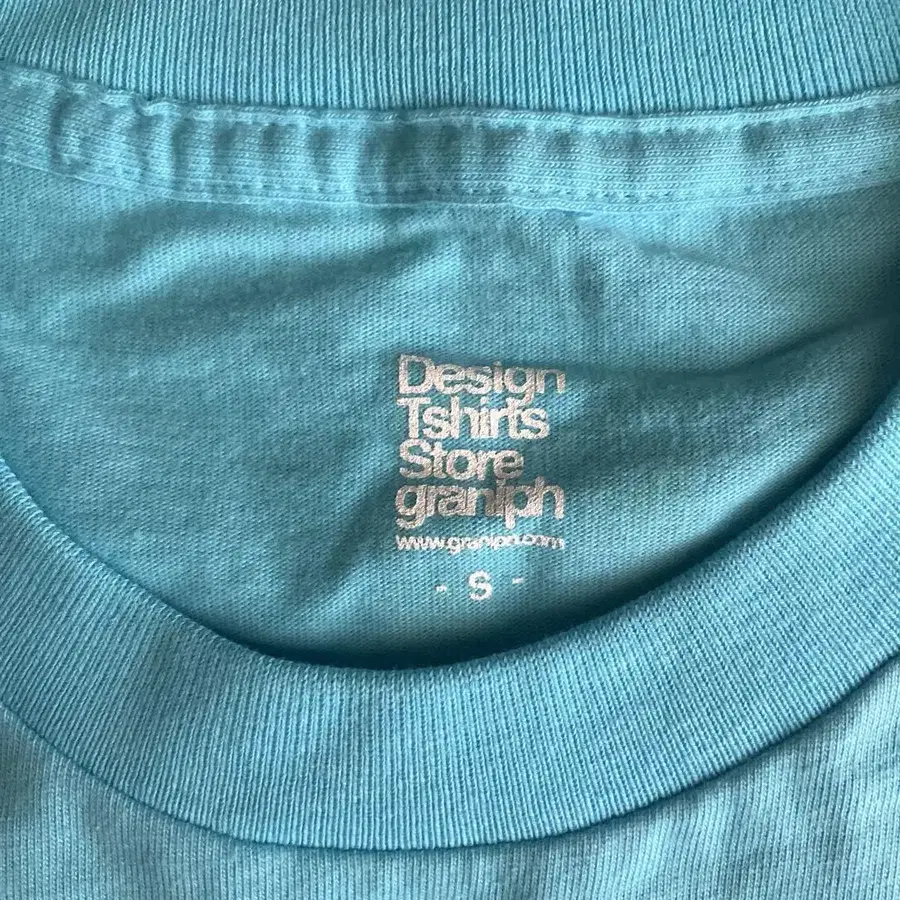 Design
Tshirts
Store
graniph
www.graniph.com
- S -